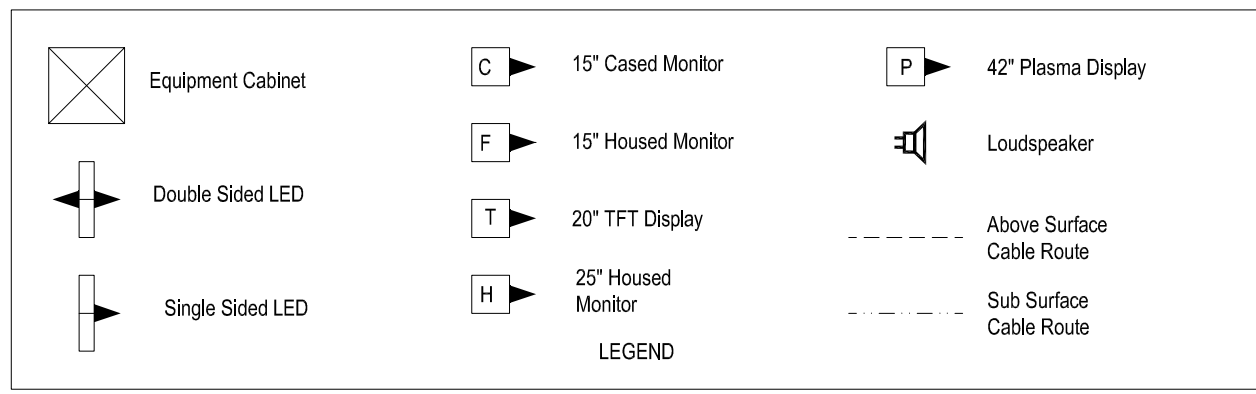 Equipment Cabinet
Double Sided LED
Single Sided LED
C
15" Cased Monitor
F
15" Housed Monitor
T
20" TFT Display
H
25" Housed
Monitor
LEGEND
P
42" Plasma Display
Loudspeaker
Above Surface
Cable Route
Sub Surface
Cable Route